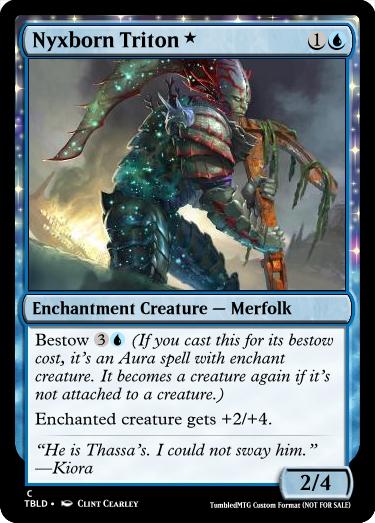 Nyxborn Triton ★ 1
Enchantment Creature — Merfolk
Bestow 3 (If you cast this for its bestow
cost, it's an Aura spell with enchant
creature. It becomes a creature again if it's
not attached to a creature.)
Enchanted creature gets +2/+4.
"He is Thassa's. I could not sway him."
—Kiora
2/4
C
TBLD • Clint Cearley
TumbledMTG Custom Format (NOT FOR SALE)